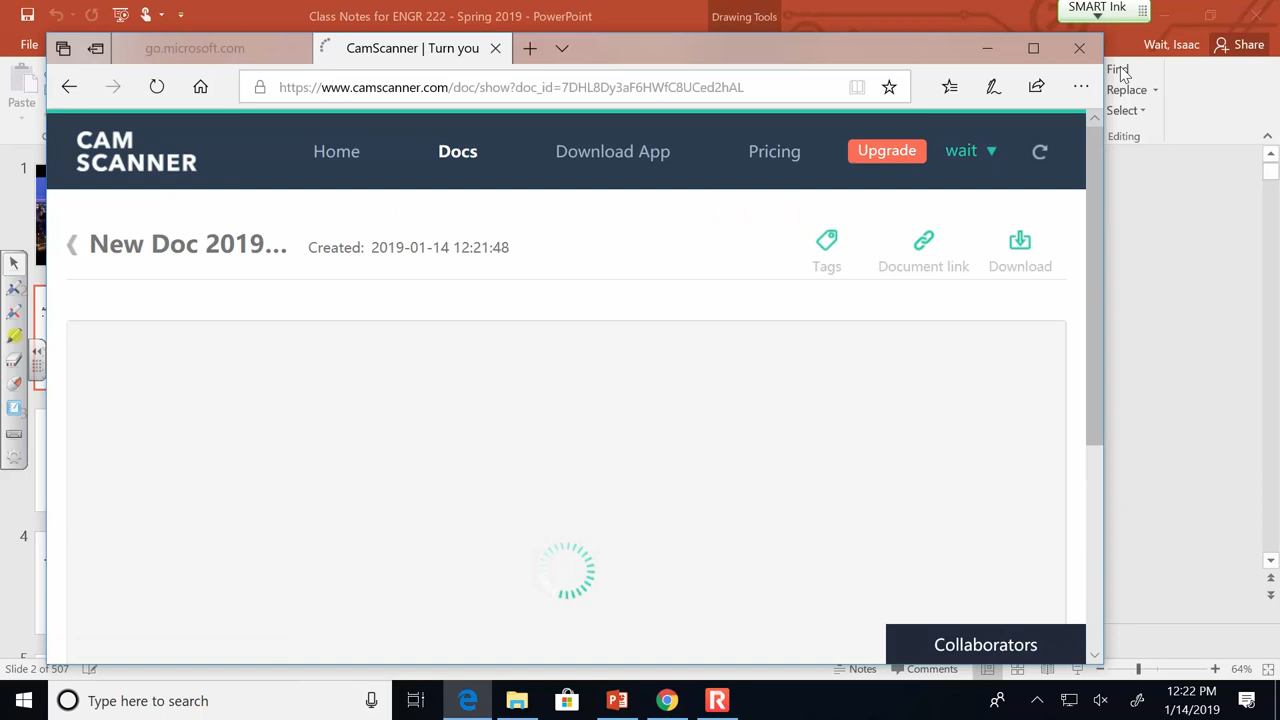 Class Notes for ENGR 222 - Spring 2019 - PowerPoint
Drawing Tools
SMART Ink
File
Wait, Isaac
Share
go.microsoft.com
CamScanner | Turn you
https://www.camscanner.com/doc/show?doc_id=7DHL8Dy3aF6HWfC8UCed2hAL
Paste
Find
Replace
Select
Editing
CAM
SCANNER
Home
Docs
Download App
Pricing
Upgrade
wait
New Doc 2019...
Created: 2019-01-14 12:21:48
Tags
Document link
Download
1
4
Collaborators
Slide 2 of 507
Notes
Comments
64%
Type here to search
12:22 PM
1/14/2019